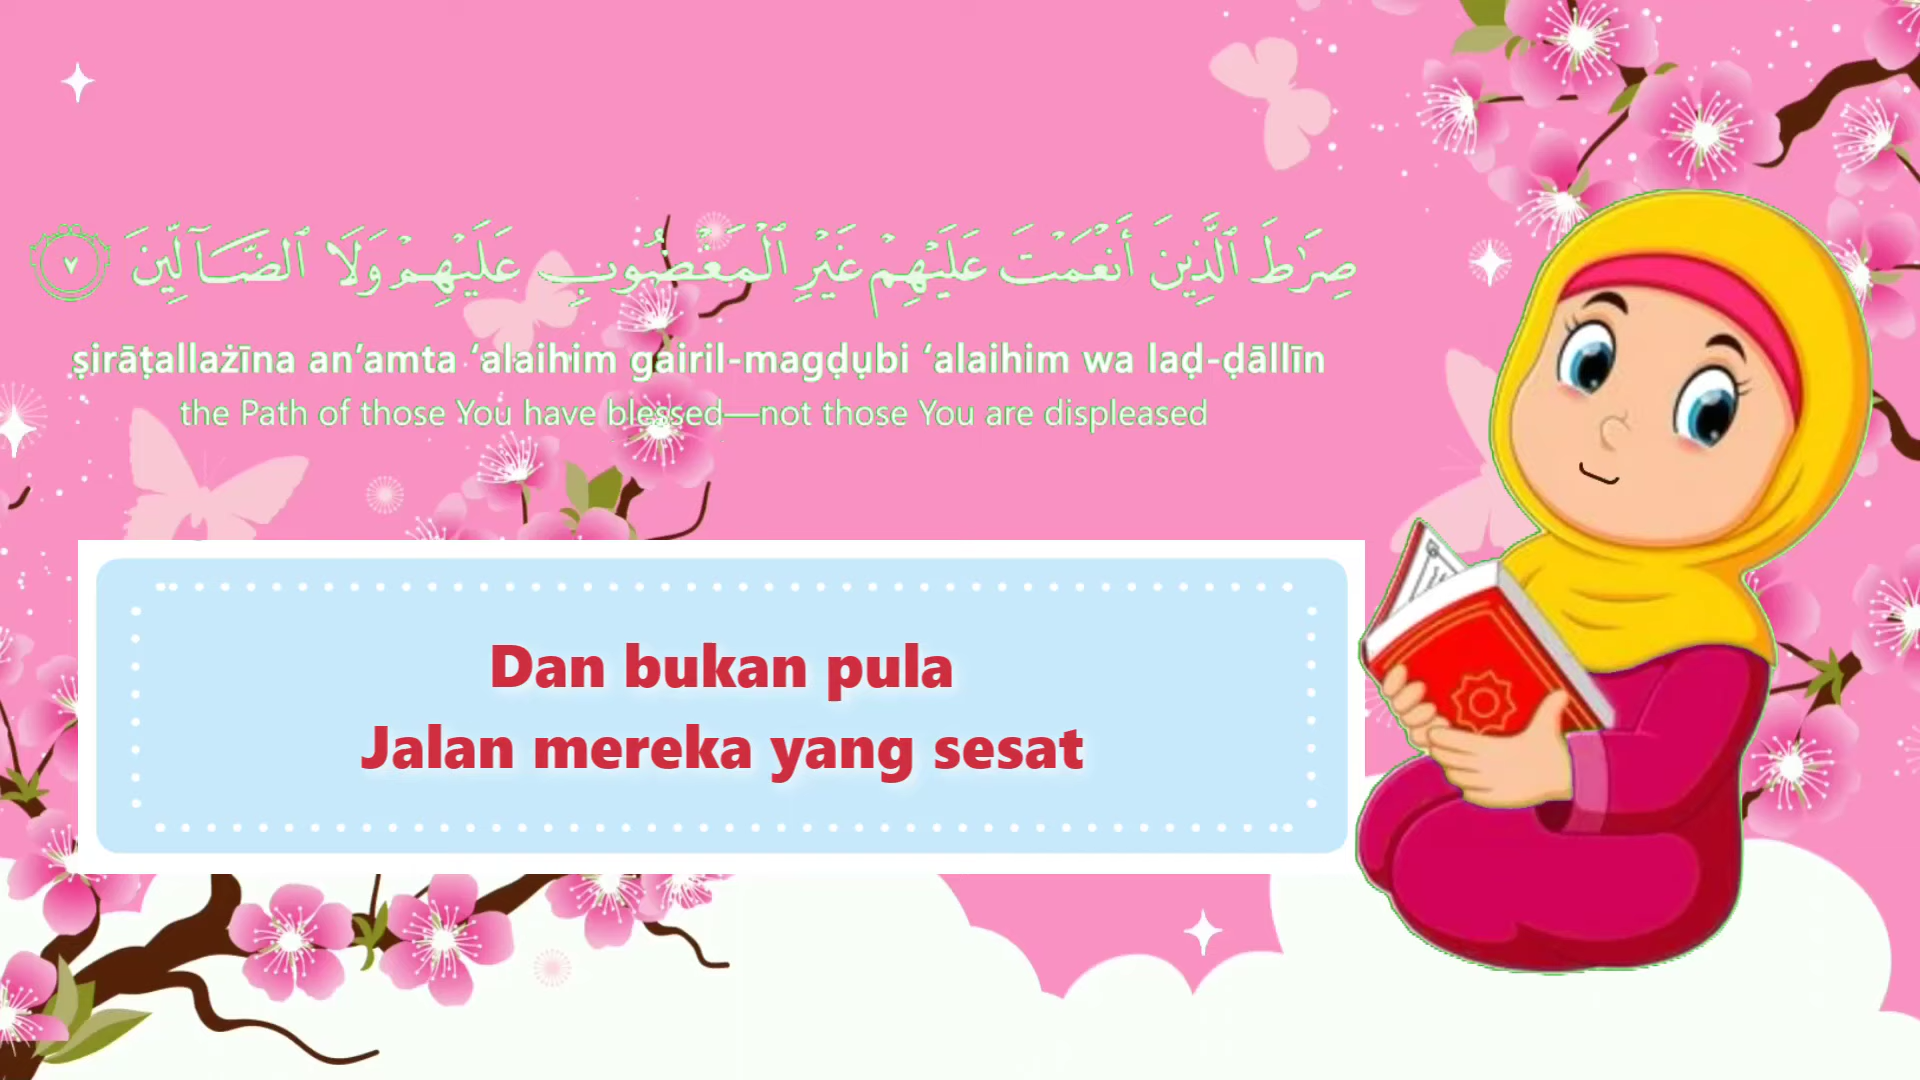 صِرَٰطَ ٱلَّذِينَ أَنْعَمْتَ عَلَيْهِمْ غَيْرِ ٱلْمَغْضُوبِ عَلَيْهِمْ وَلَا ٱلضَّآلِّينَ ٧
ṣirāṭallażīna an’amta ‘alaihim gairil-magḍụbi ‘alaihim wa laḍ-ḍāllīn
the Path of those You have blessed—not those You are displeased
Dan bukan pula
Jalan mereka yang sesat